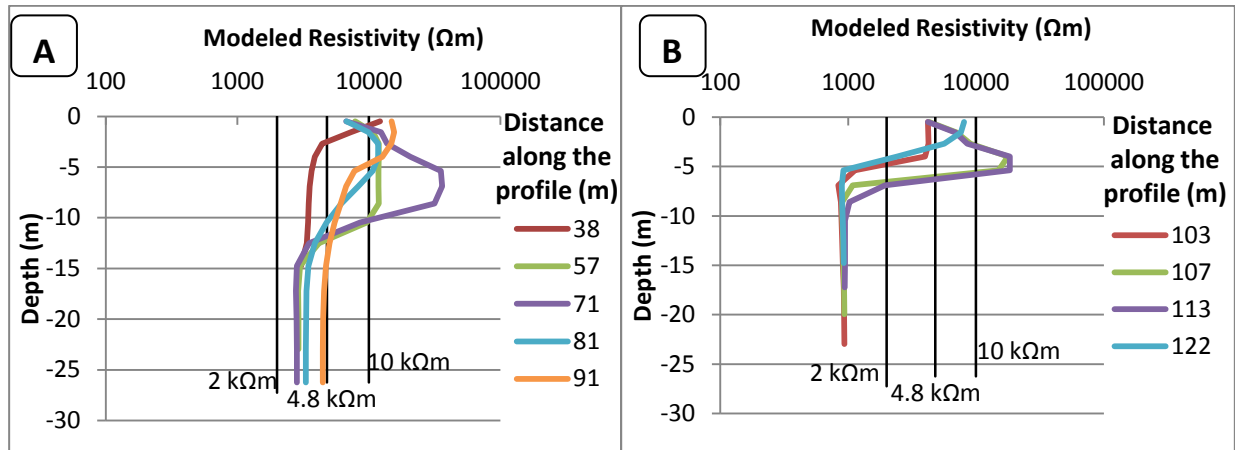 A
Modeled Resistivity (Ωm)
100 1000 10000 100000
0
-5
-10
-15
-20
-25
-30
Depth (m)
2 kΩm
4.8 kΩm
10 kΩm
Distance
along the
profile (m)
38
57
71
81
91
B
Modeled Resistivity (Ωm)
100 1000 10000 100000
0
-5
-10
-15
-20
-25
-30
Depth (m)
2 kΩm
4.8 kΩm
10 kΩm
Distance
along the
profile (m)
103
107
113
122